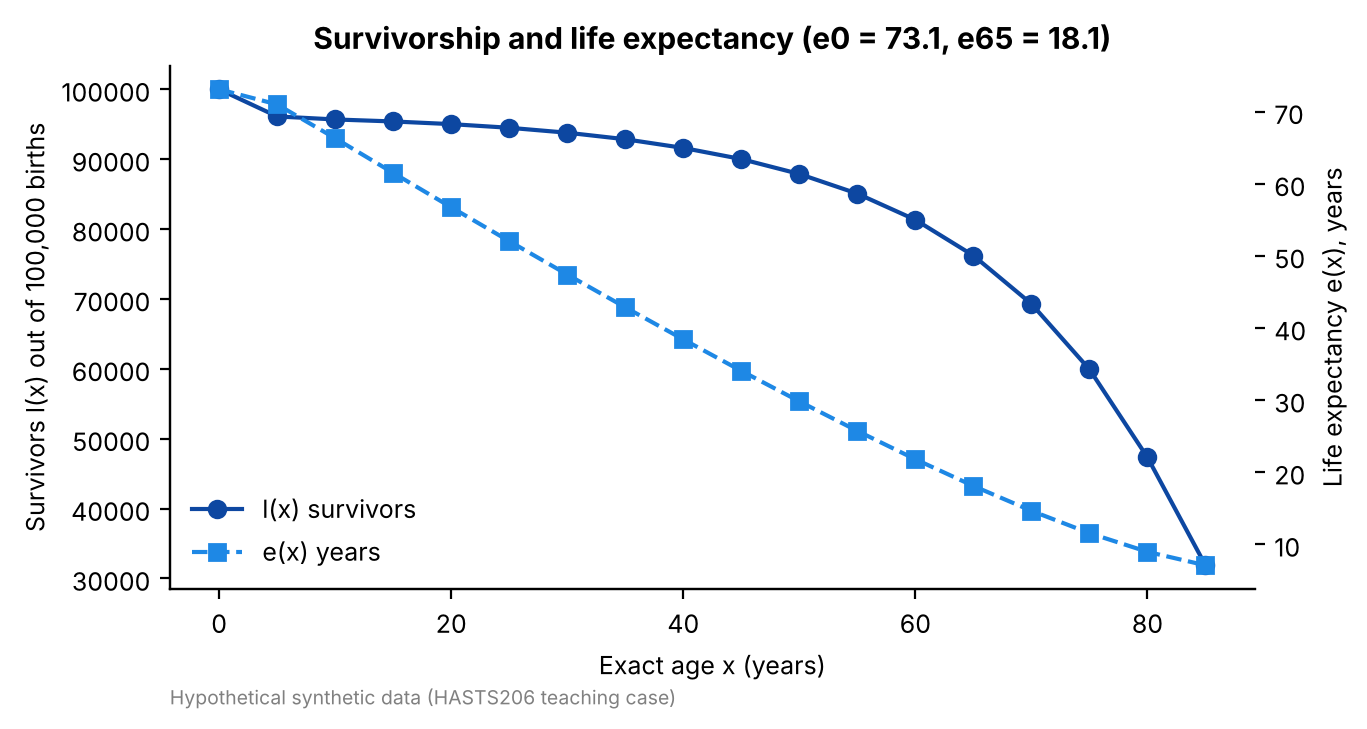 Survivorship and life expectancy (e0 = 73.1, e65 = 18.1)
Survivors l(x) out of 100,000 births
100000
90000
80000
70000
60000
50000
40000
30000
l(x) survivors
e(x) years
70
60
50
40
30
20
10
Life expectancy e(x), years
0 20 40 60 80
Exact age x (years)
Hypothetical synthetic data (HASTS206 teaching case)